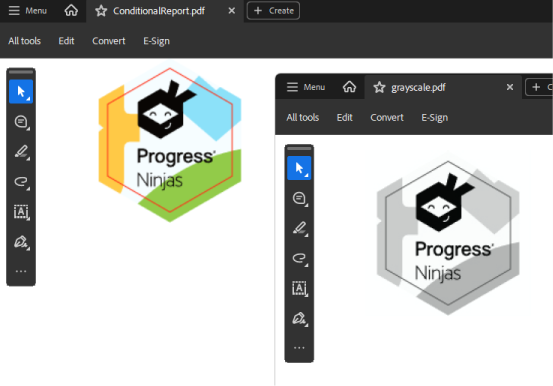 Menu
ConditionalReport.pdf
Create
All tools
Edit
Convert
E-Sign
Progress
Ninjas
A
Menu
grayscale.pdf
All tools
Edit
Convert
E-Sign
Progress
Ninjas
A